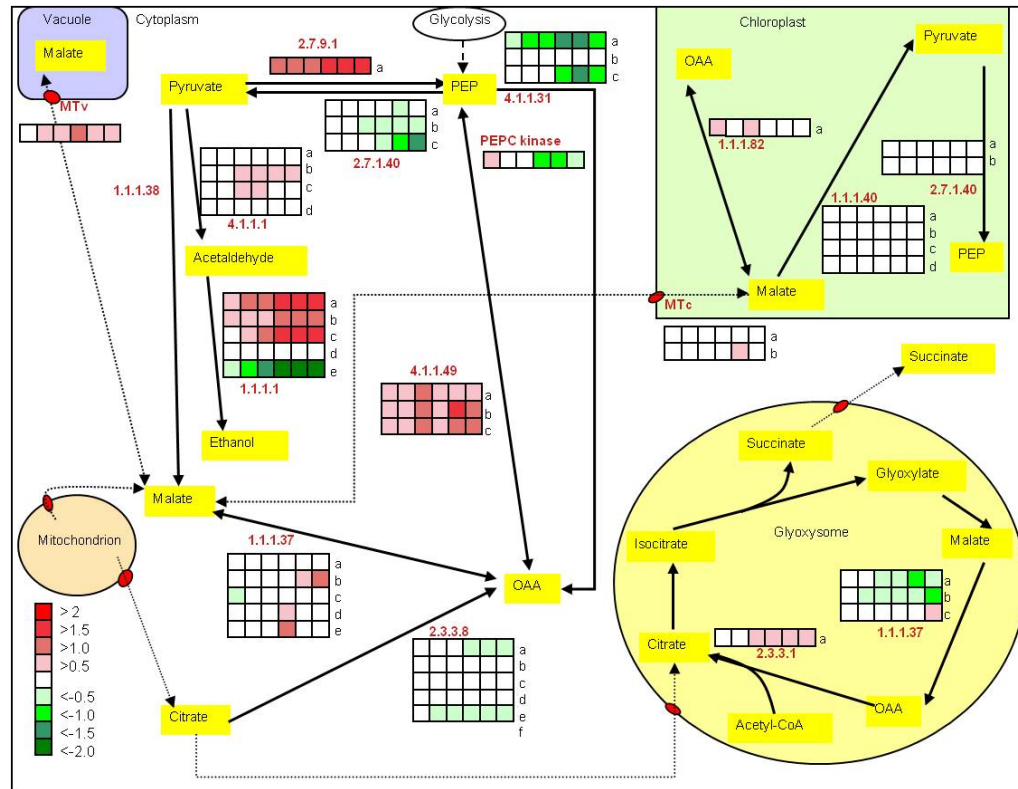 Vacuole
Cytoplasm
Glycolysis
Chloroplast
Malate
MTv
2.7.9.1
a
Pyruvate
PEP
a
b
c
4.1.1.31
a
b
c
2.7.1.40
PEPC kinase
1.1.1.38
a
b
c
d
4.1.1.1
Acetaldehyde
a
b
c
d
e
1.1.1.1
Ethanol
4.1.1.49
a
b
c
Pyruvate
OAA
a
1.1.1.82
a
b
2.7.1.40
1.1.1.40
a
b
c
d
PEP
Malate
MTc
a
b
Succinate
Malate
Mitochondrion
1.1.1.37
a
b
c
d
e
OAA
2.3.3.8
a
b
c
d
e
f
Citrate
>2
>1.5
>1.0
>0.5
<-0.5
<-1.0
<-1.5
<-2.0
Succinate
Glyoxylate
Glyoxysome
Isocitrate
Malate
a
b
c
1.1.1.37
Citrate
a
2.3.3.1
OAA
Acetyl-CoA